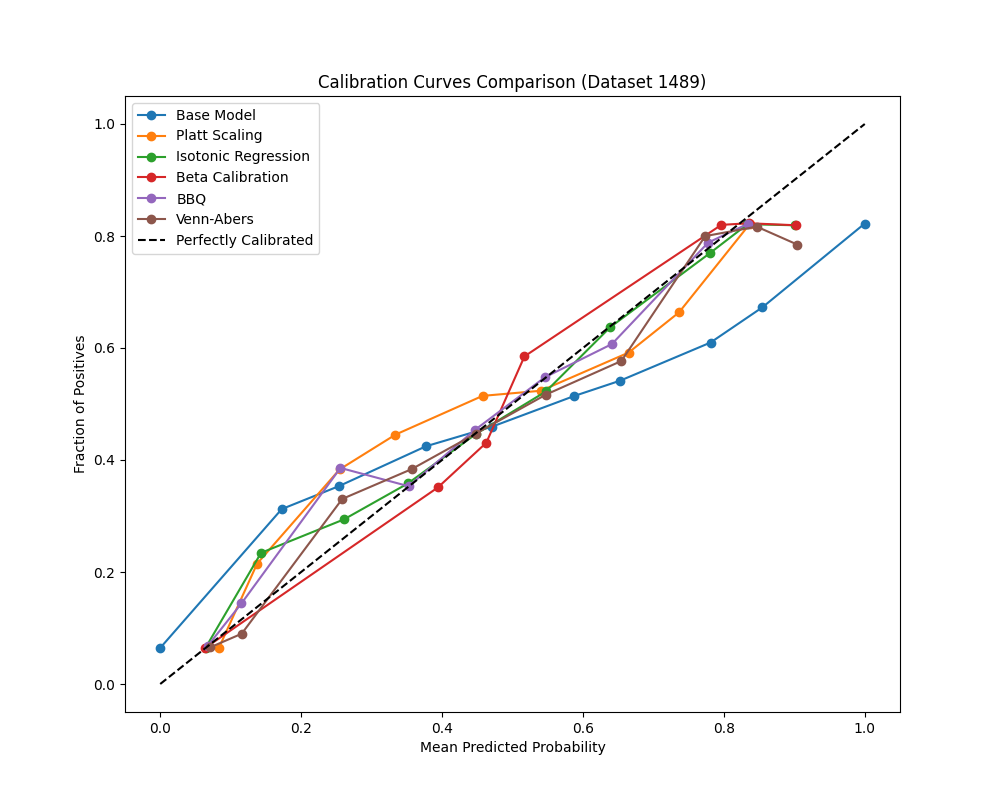 Calibration Curves Comparison (Dataset 1489)
Base Model
Platt Scaling
Isotonic Regression
Beta Calibration
BBQ
Venn-Abers
Perfectly Calibrated
Fraction of Positives
1.0
0.8
0.6
0.4
0.2
0.0
0.0 0.2 0.4 0.6 0.8 1.0
Mean Predicted Probability